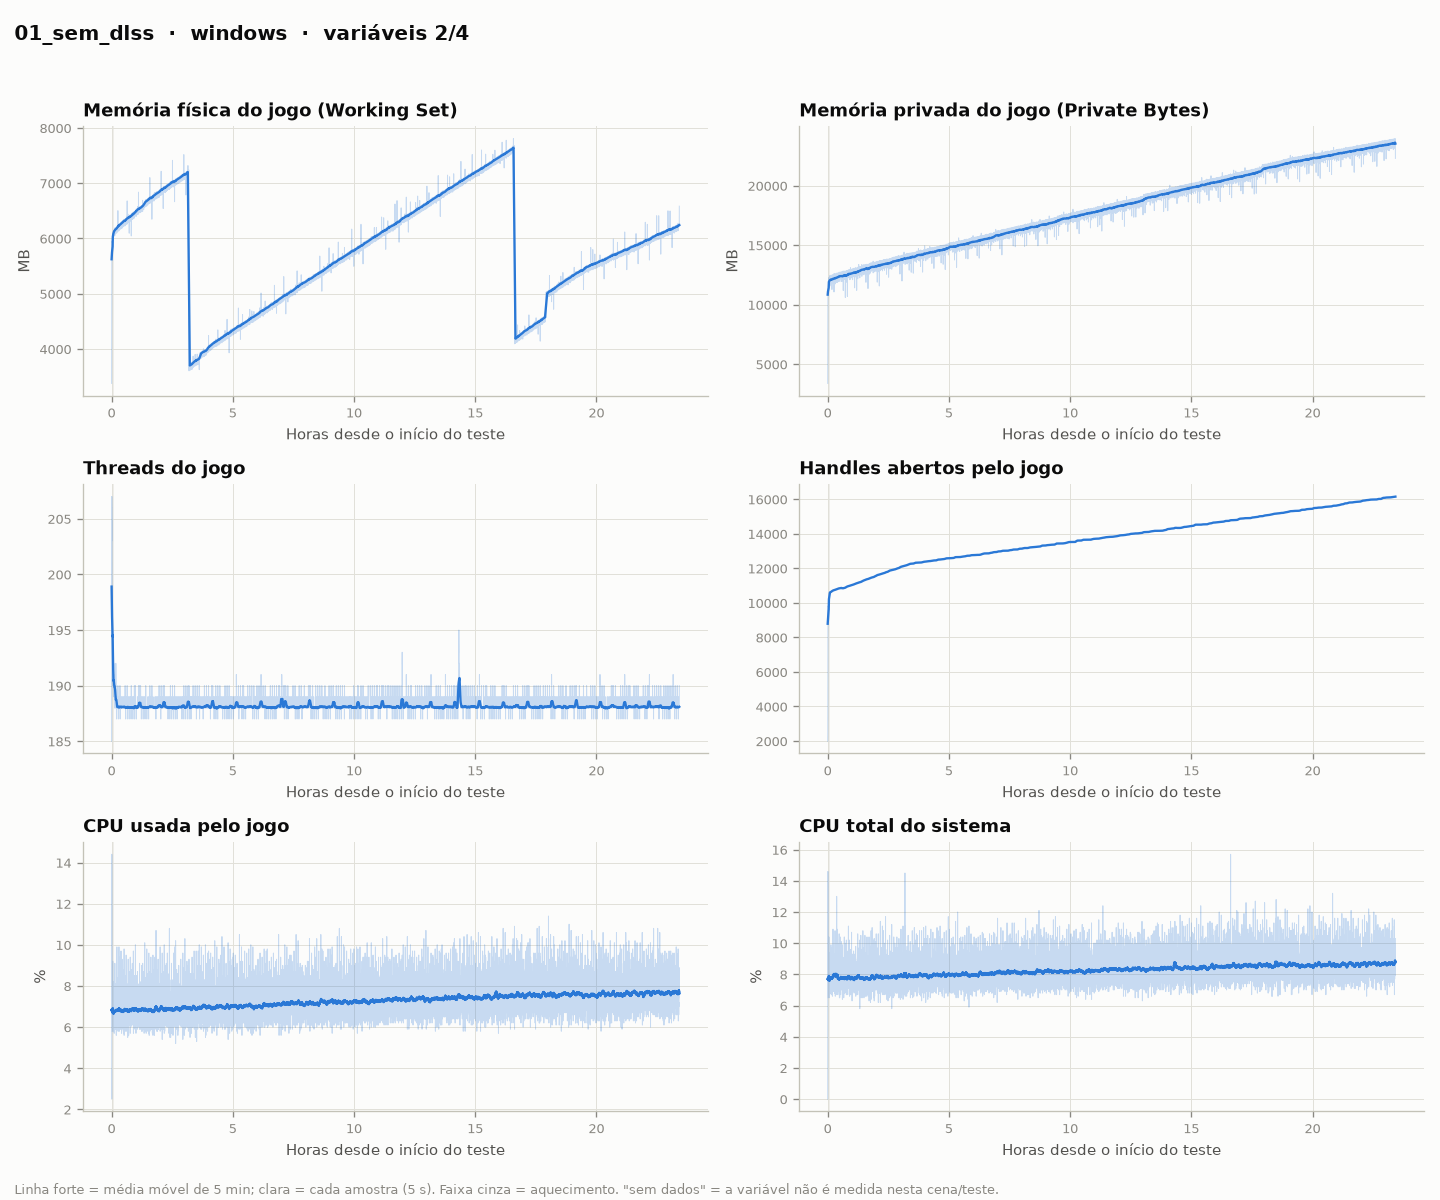 01_sem_dlss · windows · variáveis 2/4
Memória física do jogo (Working Set)
8000
7000
6000
5000
4000
MB
0 5 10 15 20
Horas desde o início do teste
Memória privada do jogo (Private Bytes)
20000
15000
10000
5000
MB
0 5 10 15 20
Horas desde o início do teste
Threads do jogo
205
200
195
190
185
0 5 10 15 20
Horas desde o início do teste
Handles abertos pelo jogo
16000
14000
12000
10000
8000
6000
4000
2000
0 5 10 15 20
Horas desde o início do teste
CPU usada pelo jogo
14
12
10
8
6
4
2
%
0 5 10 15 20
Horas desde o início do teste
CPU total do sistema
16
14
12
10
8
6
4
2
0
%
0 5 10 15 20
Horas desde o início do teste
Linha forte = média móvel de 5 min; clara = cada amostra (5 s). Faixa cinza = aquecimento. "sem dados" = a variável não é medida nesta cena/teste.